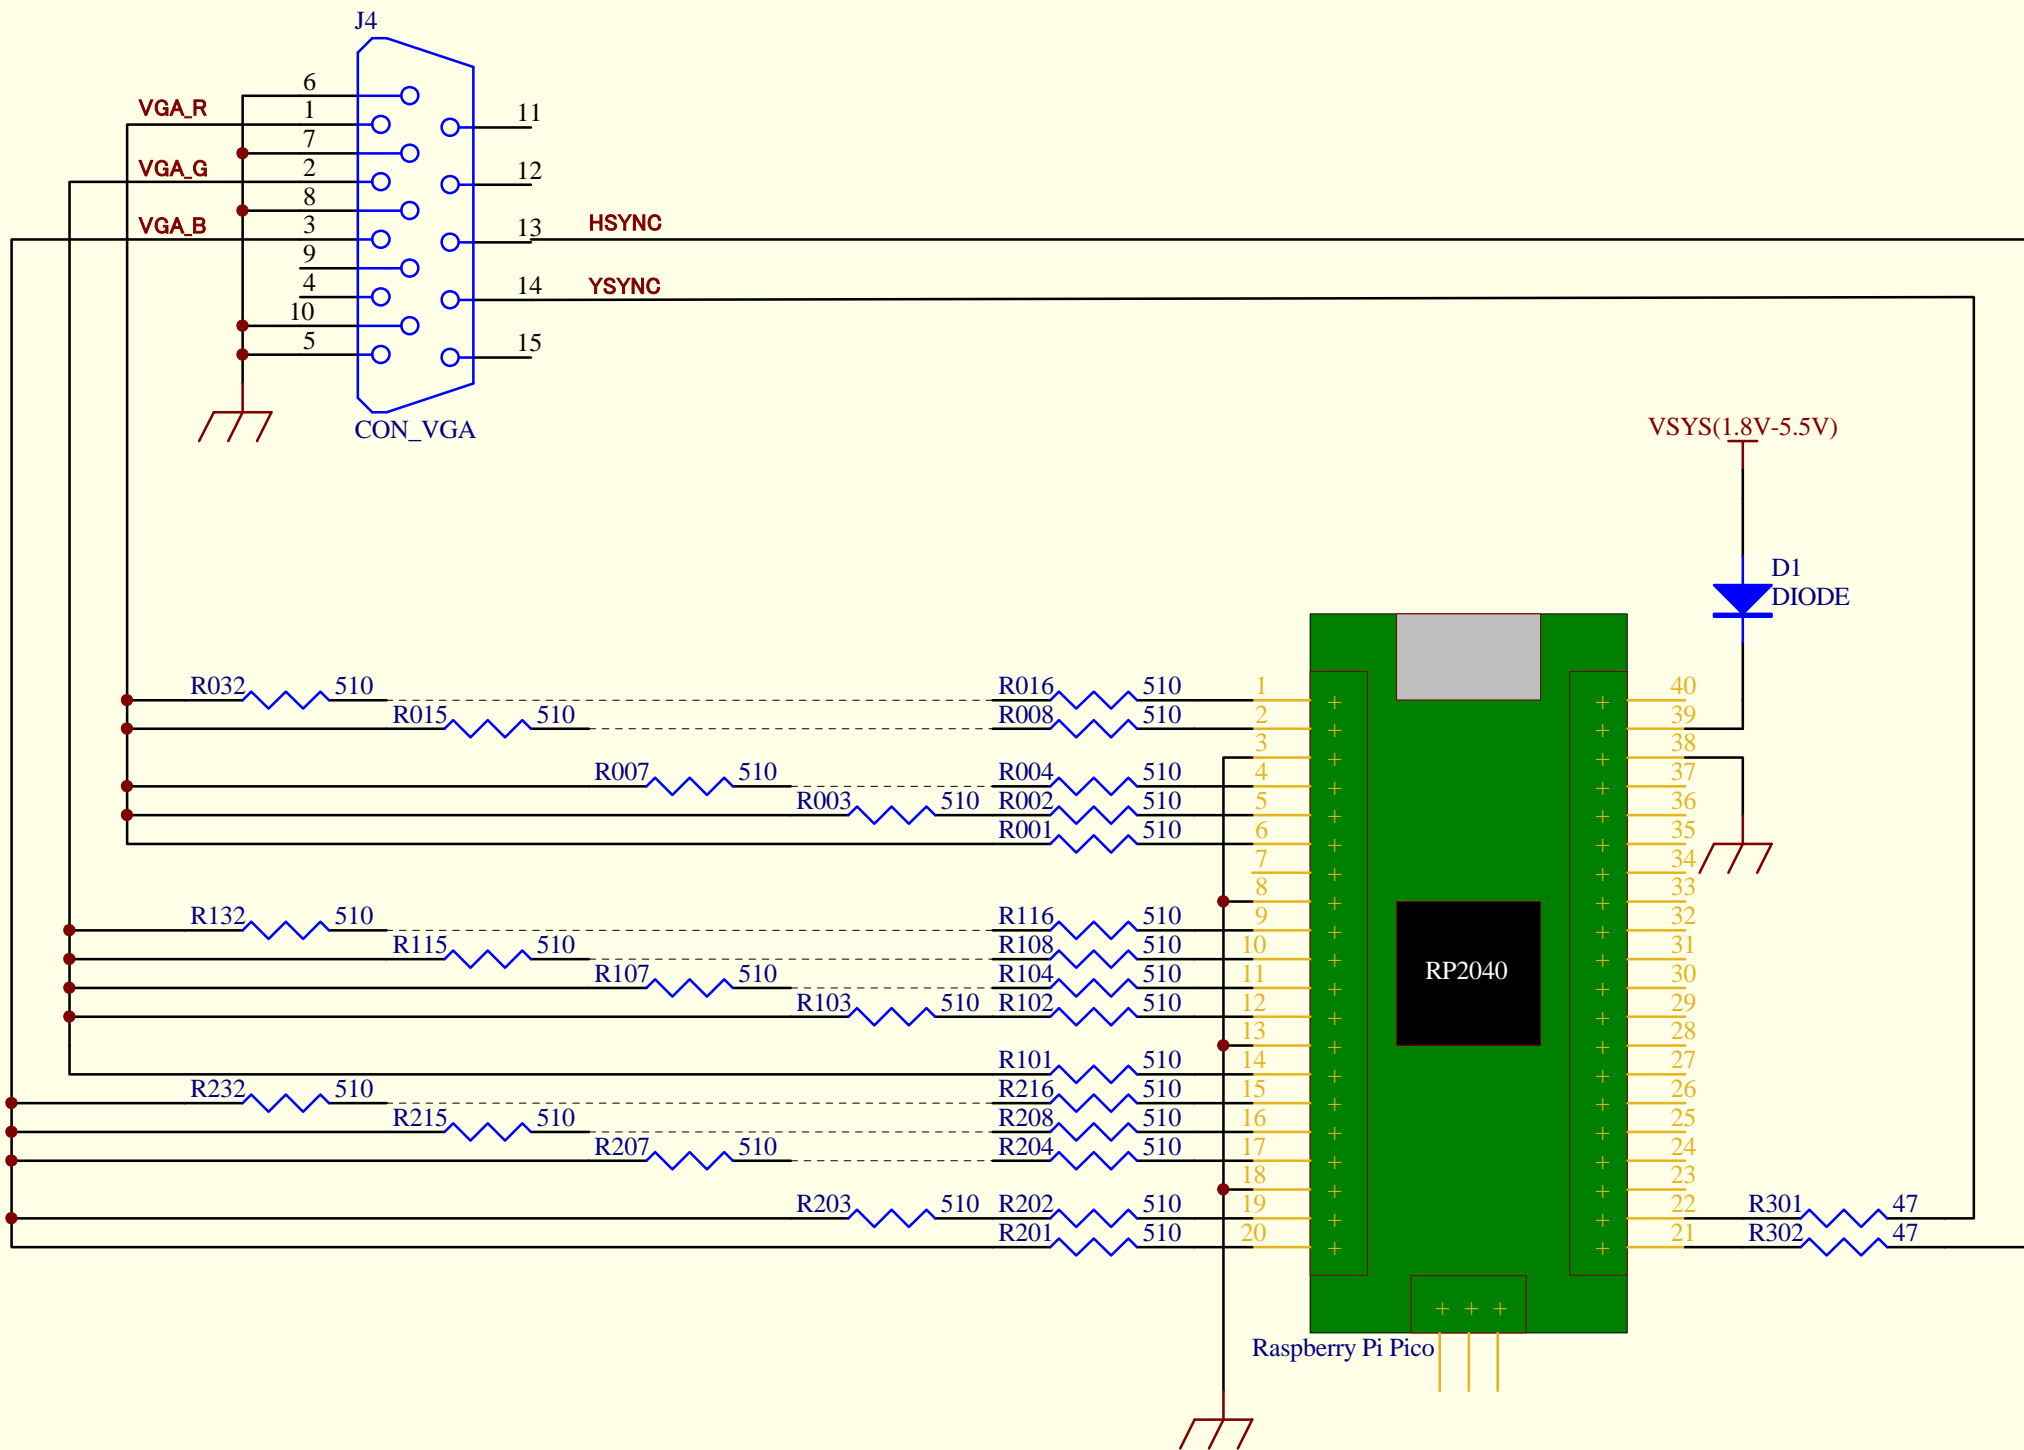 J4
6
VGA_R
1
11
7
VGA_G
2
12
8
VGA_B
3
13
HSYNC
9
4
14
YSYNC
10
5
15
CON_VGA
VSYS(1.8V-5.5V)
D1
DIODE
R032 510 R016 510 1
R015 510 R008 510 2
3
R007 510 R004 510 4
R003 510 R002 510 5
R001 510 6
7
8
R132 510 R116 510 9
R115 510 R108 510 10
R107 510 R104 510 11
R103 510 R102 510 12
13
R101 510 14
R232 510 R216 510 15
R215 510 R208 510 16
R207 510 R204 510 17
18
R203 510 R202 510 19
R201 510 20
RP2040
40
39
38
37
36
35
34
33
32
31
30
29
28
27
26
25
24
23
22 R301 47
21 R302 47
Raspberry Pi Pico